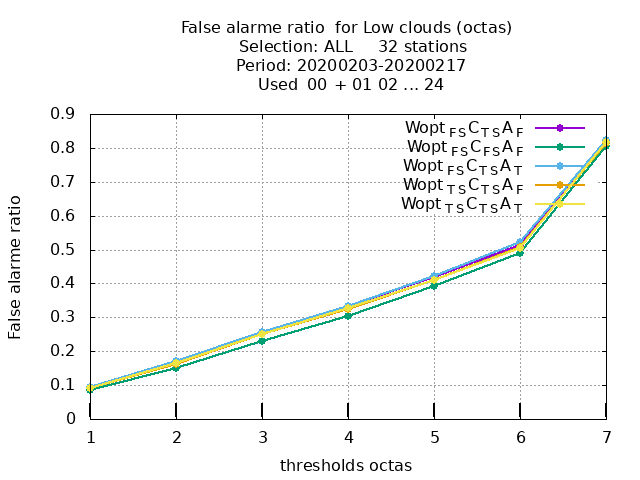 False alarme ratio  for Low clouds (octas)
Selection: ALL     32 stations
Period: 20200203-20200217
Used  00 + 01 02 ... 24
Wopt FS C TS A F
Wopt FS C FS A F
Wopt FS C TS A T
Wopt TS C TS A F
Wopt TS C TS A T
False alarme ratio
0.9
0.8
0.7
0.6
0.5
0.4
0.3
0.2
0.1
0
1 2 3 4 5 6 7
thresholds octas